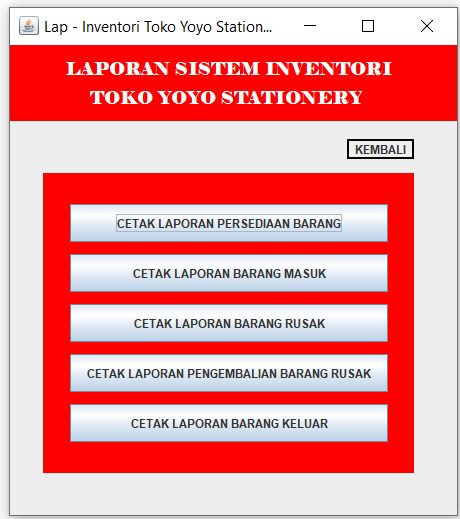 Lap - Inventori Toko Yoyo Station...
LAPORAN SISTEM INVENTORI
TOKO YOYO STATIONERY
KEMBALI
CETAK LAPORAN PERSEDIAAN BARANG
CETAK LAPORAN BARANG MASUK
CETAK LAPORAN BARANG RUSAK
CETAK LAPORAN PENGEMBALIAN BARANG RUSAK
CETAK LAPORAN BARANG KELUAR